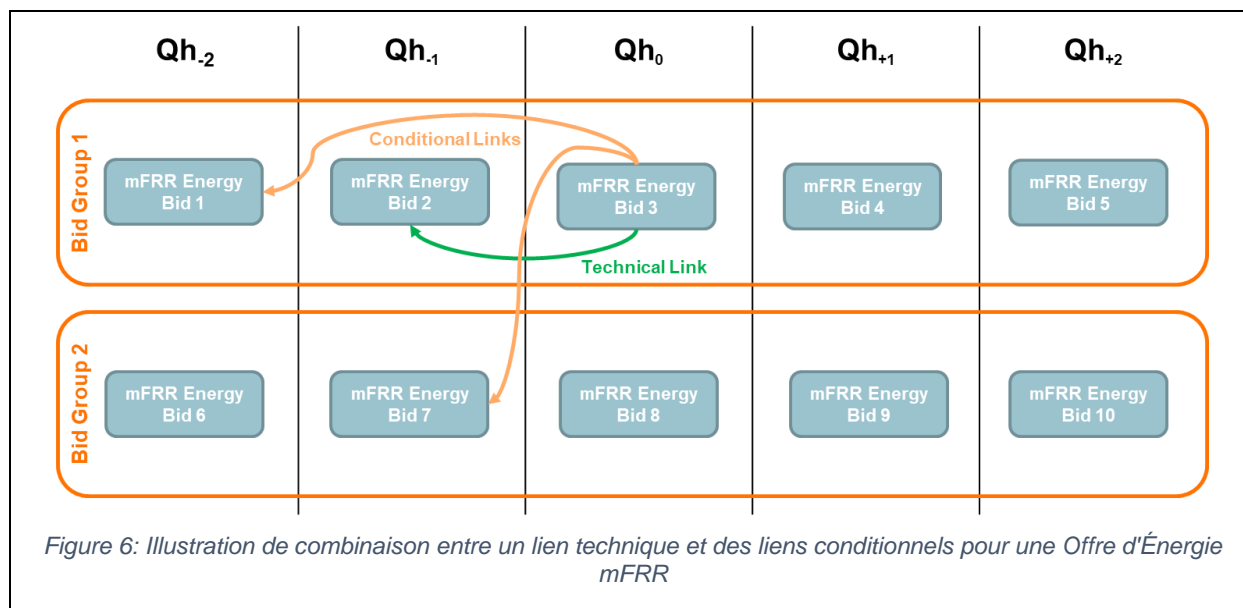 Qh-2 Qh-1 Qh0 Qh+1 Qh+2
Bid Group 1
Conditional Links
mFRR Energy
Bid 1
mFRR Energy
Bid 2
mFRR Energy
Bid 3
mFRR Energy
Bid 4
mFRR Energy
Bid 5
Technical Link
Bid Group 2
mFRR Energy
Bid 6
mFRR Energy
Bid 7
mFRR Energy
Bid 8
mFRR Energy
Bid 9
mFRR Energy
Bid 10
Figure 6: Illustration de combinaison entre un lien technique et des liens conditionnels pour une Offre d'Énergie
mFRR